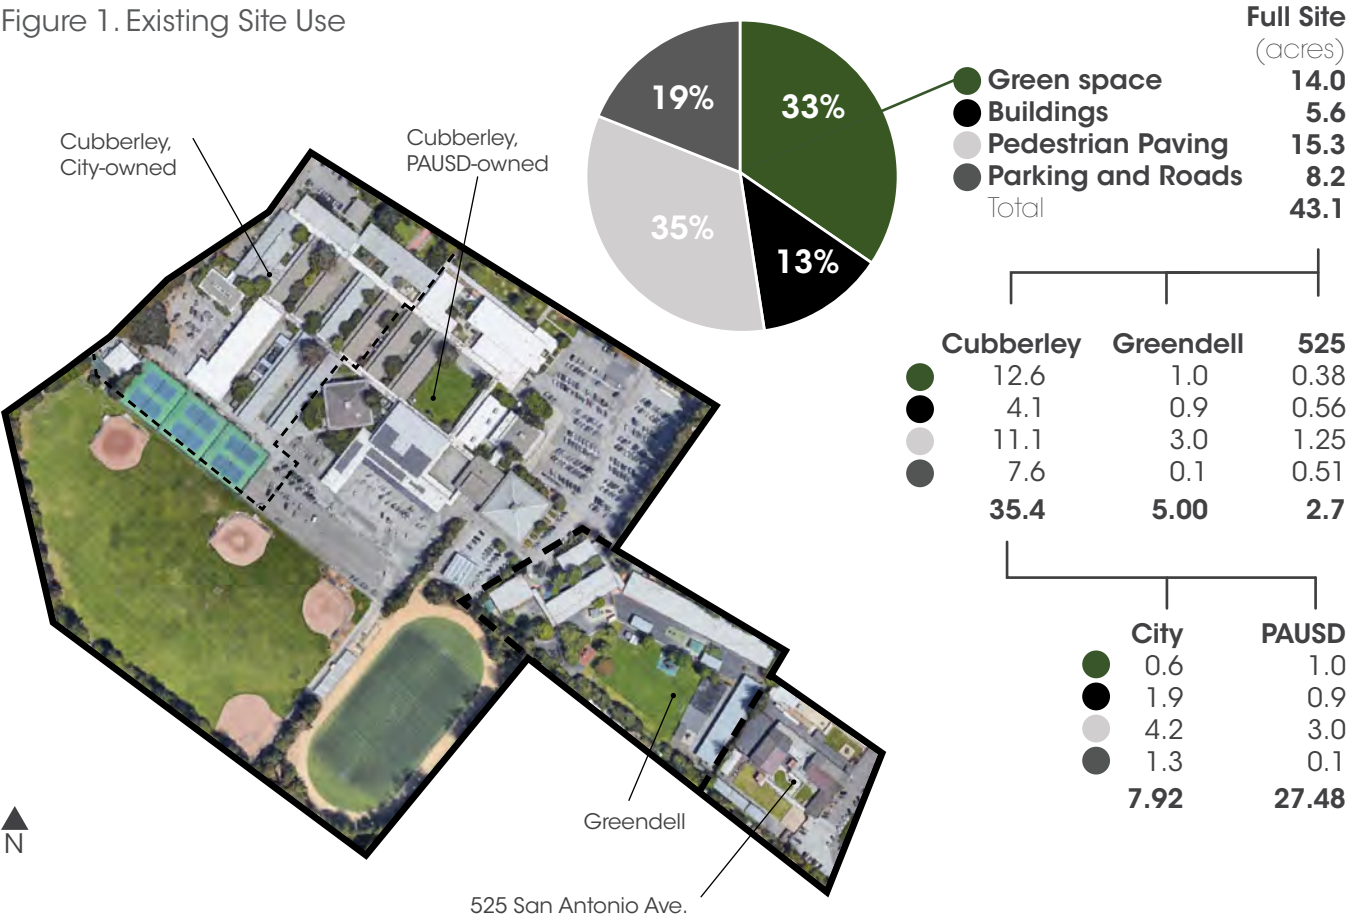 Figure 1. Existing Site Use
Cubberley,
City-owned
Cubberley,
PAUSD-owned
19%
33%
35%
13%
Full Site
(acres)
Green space 14.0
Buildings 5.6
Pedestrian Paving 15.3
Parking and Roads 8.2
Total 43.1
Cubberley Greendell 525
12.6 1.0 0.38
4.1 0.9 0.56
11.1 3.0 1.25
7.6 0.1 0.51
35.4 5.00 2.7
City PAUSD
0.6 1.0
1.9 0.9
4.2 3.0
1.3 0.1
7.92 27.48
Greendell
525 San Antonio Ave.
N